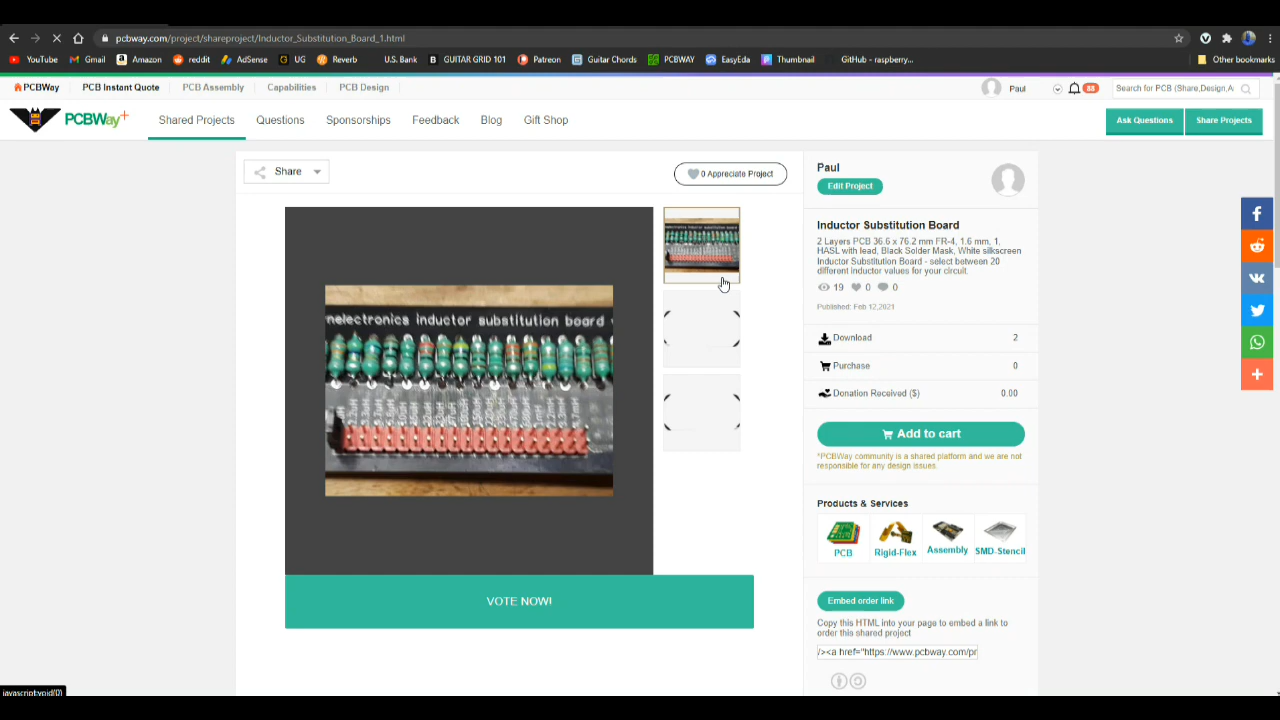 pcbway.com/project/shareproject/Inductor_Substitution_Board_1.html
YouTube Gmail Amazon reddit AdSense UG Reverb U.S. Bank GUITAR GRID 101 Patreon Guitar Chords PCBWAY EasyEda Thumbnail GitHub - raspberry... Other bookmarks
PCBWay PCB Instant Quote PCB Assembly Capabilities PCB Design Paul 88 Search for PCB (Share,Design,A
PCBWay+ Shared Projects Questions Sponsorships Feedback Blog Gift Shop Ask Questions Share Projects
Share
0 Appreciate Project
nelectronics inductor substitution board
VOTE NOW!
Paul
Edit Project
Inductor Substitution Board
2 Layers PCB 36.6 x 76.2 mm FR-4, 1.6 mm, 1,
HASL with lead, Black Solder Mask, White silkscreen
Inductor Substitution Board - select between 20
different inductor values for your circuit.
19 0 0
Published: Feb 12,2021
Download 2
Purchase 0
Donation Received ($) 0.00
Add to cart
*PCBWay community is a shared platform and we are not
responsible for any design issues.
Products & Services
PCB Rigid-Flex Assembly SMD-Stencil
Embed order link
Copy this HTML into your page to embed a link to
order this shared project
/><a href="https://www.pcbway.com/pr
javascript:void(0)